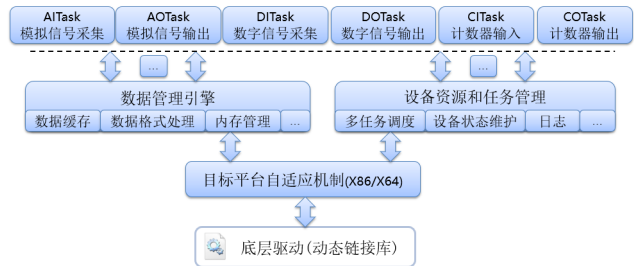 AITask AOTask DITask DOTask CITask COTask
模拟信号采集 模拟信号输出 数字信号采集 数字信号输出 计数器输入 计数器输出
... ...
数据管理引擎 设备资源和任务管理
数据缓存 数据格式处理 内存管理 ... 多任务调度 设备状态维护 日志 ...
目标平台自适应机制(X86/X64)
底层驱动(动态链接库)